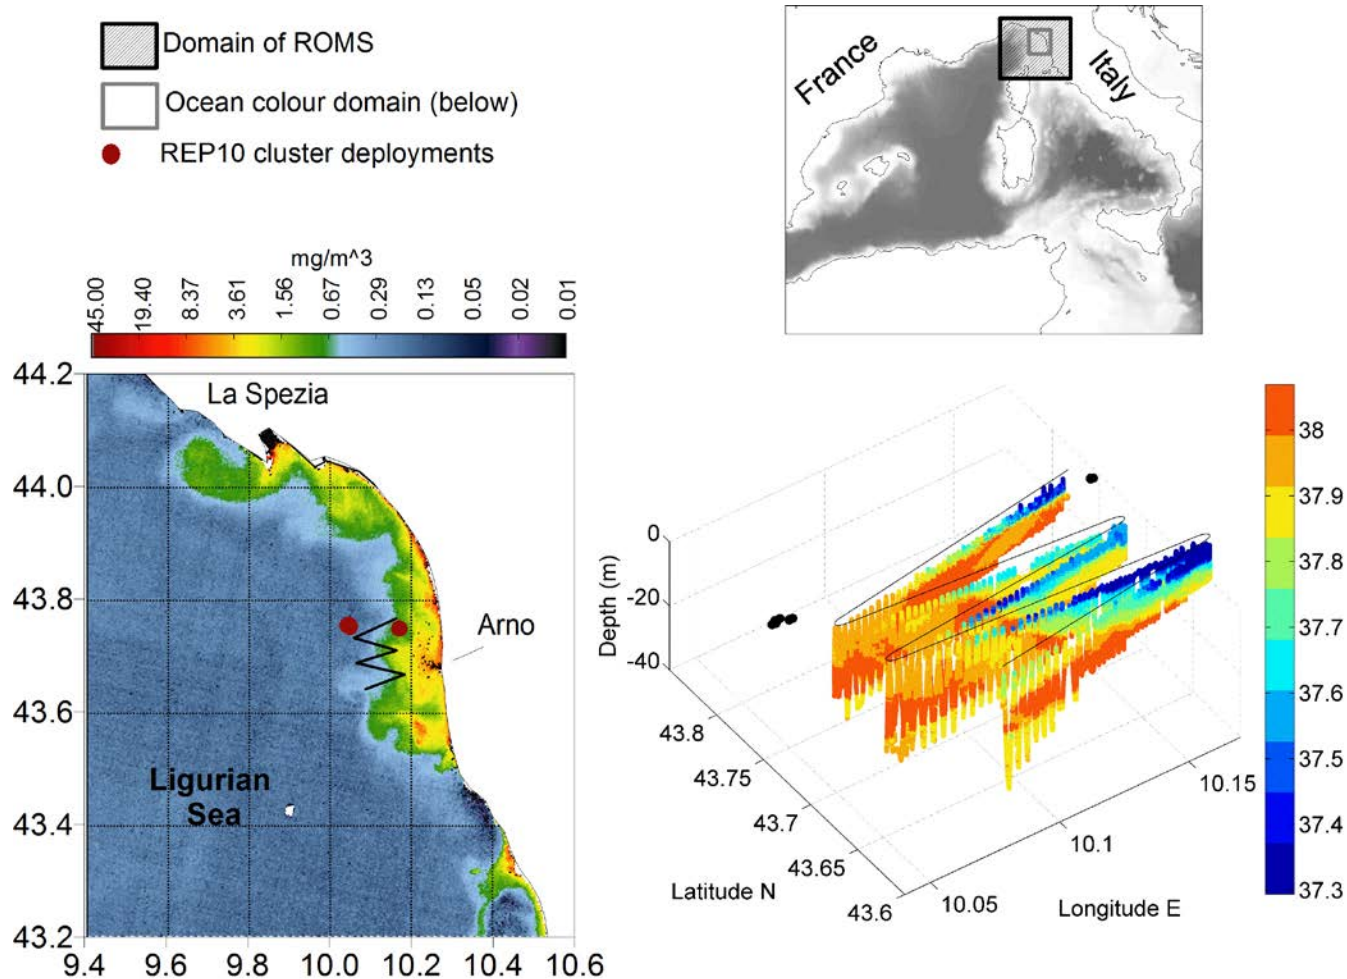 Domain of ROMS
Ocean colour domain (below)
REP10 cluster deployments
France
Italy
mg/m^3
45.00 19.40 8.37 3.61 1.56 0.67 0.29 0.13 0.05 0.02 0.01
44.2
44.0
43.8
43.6
43.4
43.2
La Spezia
Arno
Ligurian
Sea
9.4 9.6 9.8 10.0 10.2 10.4 10.6
Depth (m)
0
-20
-40
43.8
43.75
43.7
43.65
43.6
Latitude N
10.05
10.1
10.15
Longitude E
38
37.9
37.8
37.7
37.6
37.5
37.4
37.3